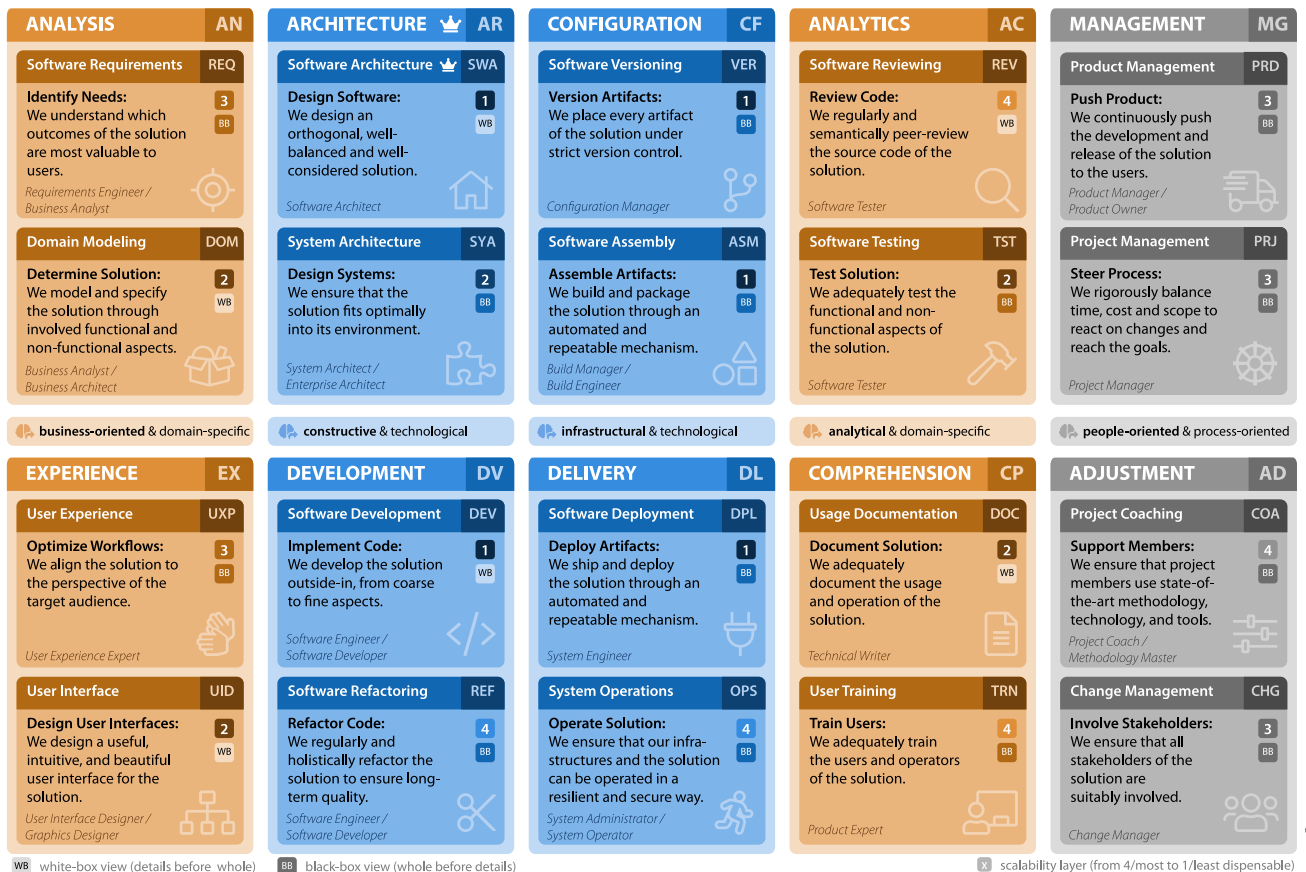 ANALYSIS AN
Software Requirements REQ
Identify Needs: 3
We understand which BB
outcomes of the solution
are most valuable to
users.
Requirements Engineer /
Business Analyst
Domain Modeling DOM
Determine Solution: 2
We model and specify WB
the solution through
involved functional and
non-functional aspects.
Business Analyst /
Business Architect
ARCHITECTURE AR
Software Architecture SWA
Design Software: 1
We design an WB
orthogonal, well-
balanced and well-
considered solution.
Software Architect
System Architecture SYA
Design Systems: 2
We ensure that the BB
solution fits optimally
into its environment.
System Architect /
Enterprise Architect
CONFIGURATION CF
Software Versioning VER
Version Artifacts: 1
We place every artifact BB
of the solution under
strict version control.
Configuration Manager
Software Assembly ASM
Assemble Artifacts: 1
We build and package BB
the solution through an
automated and
repeatable mechanism.
Build Manager /
Build Engineer
ANALYTICS AC
Software Reviewing REV
Review Code: 4
We regularly and WB
semantically peer-review
the source code of the
solution.
Software Tester
Software Testing TST
Test Solution: 2
We adequately test the BB
functional and non-
functional aspects of
the solution.
Software Tester
MANAGEMENT MG
Product Management PRD
Push Product: 3
We continuously push BB
the development and
release of the solution
to the users.
Product Manager /
Product Owner
Project Management PRJ
Steer Process: 3
We rigorously balance BB
time, cost and scope to
react on changes and
reach the goals.
Project Manager
business-oriented & domain-specific
constructive & technological
infrastructural & technological
analytical & domain-specific
people-oriented & process-oriented
EXPERIENCE EX
User Experience UXP
Optimize Workflows: 3
We align the solution to BB
the perspective of the
target audience.
User Experience Expert
User Interface UID
Design User Interfaces: 2
We design a useful, WB
intuitive, and beautiful
user interface for the
solution.
User Interface Designer /
Graphics Designer
DEVELOPMENT DV
Software Development DEV
Implement Code: 1
We develop the solution WB
outside-in, from coarse
to fine aspects.
Software Engineer /
Software Developer
Software Refactoring REF
Refactor Code: 4
We regularly and BB
holistically refactor the
solution to ensure long-
term quality.
Software Engineer /
Software Developer
DELIVERY DL
Software Deployment DPL
Deploy Artifacts: 1
We ship and deploy BB
the solution through an
automated and
repeatable mechanism.
System Engineer
System Operations OPS
Operate Solution: 4
We ensure that our infra- BB
structures and the solution
can be operated in a
resilient and secure way.
System Administrator /
System Operator
COMPREHENSION CP
Usage Documentation DOC
Document Solution: 2
We adequately WB
document the usage
and operation of the
solution.
Technical Writer
User Training TRN
Train Users: 4
We adequately train BB
the users and operators
of the solution.
Product Expert
ADJUSTMENT AD
Project Coaching COA
Support Members: 4
We ensure that project BB
members use state-of-
the-art methodology,
technology, and tools.
Project Coach /
Methodology Master
Change Management CHG
Involve Stakeholders: 3
We ensure that all BB
stakeholders of the
solution are
suitably involved.
Change Manager
WB white-box view (details before whole) BB black-box view (whole before details) x scalability layer (from 4/most to 1/least dispensable)